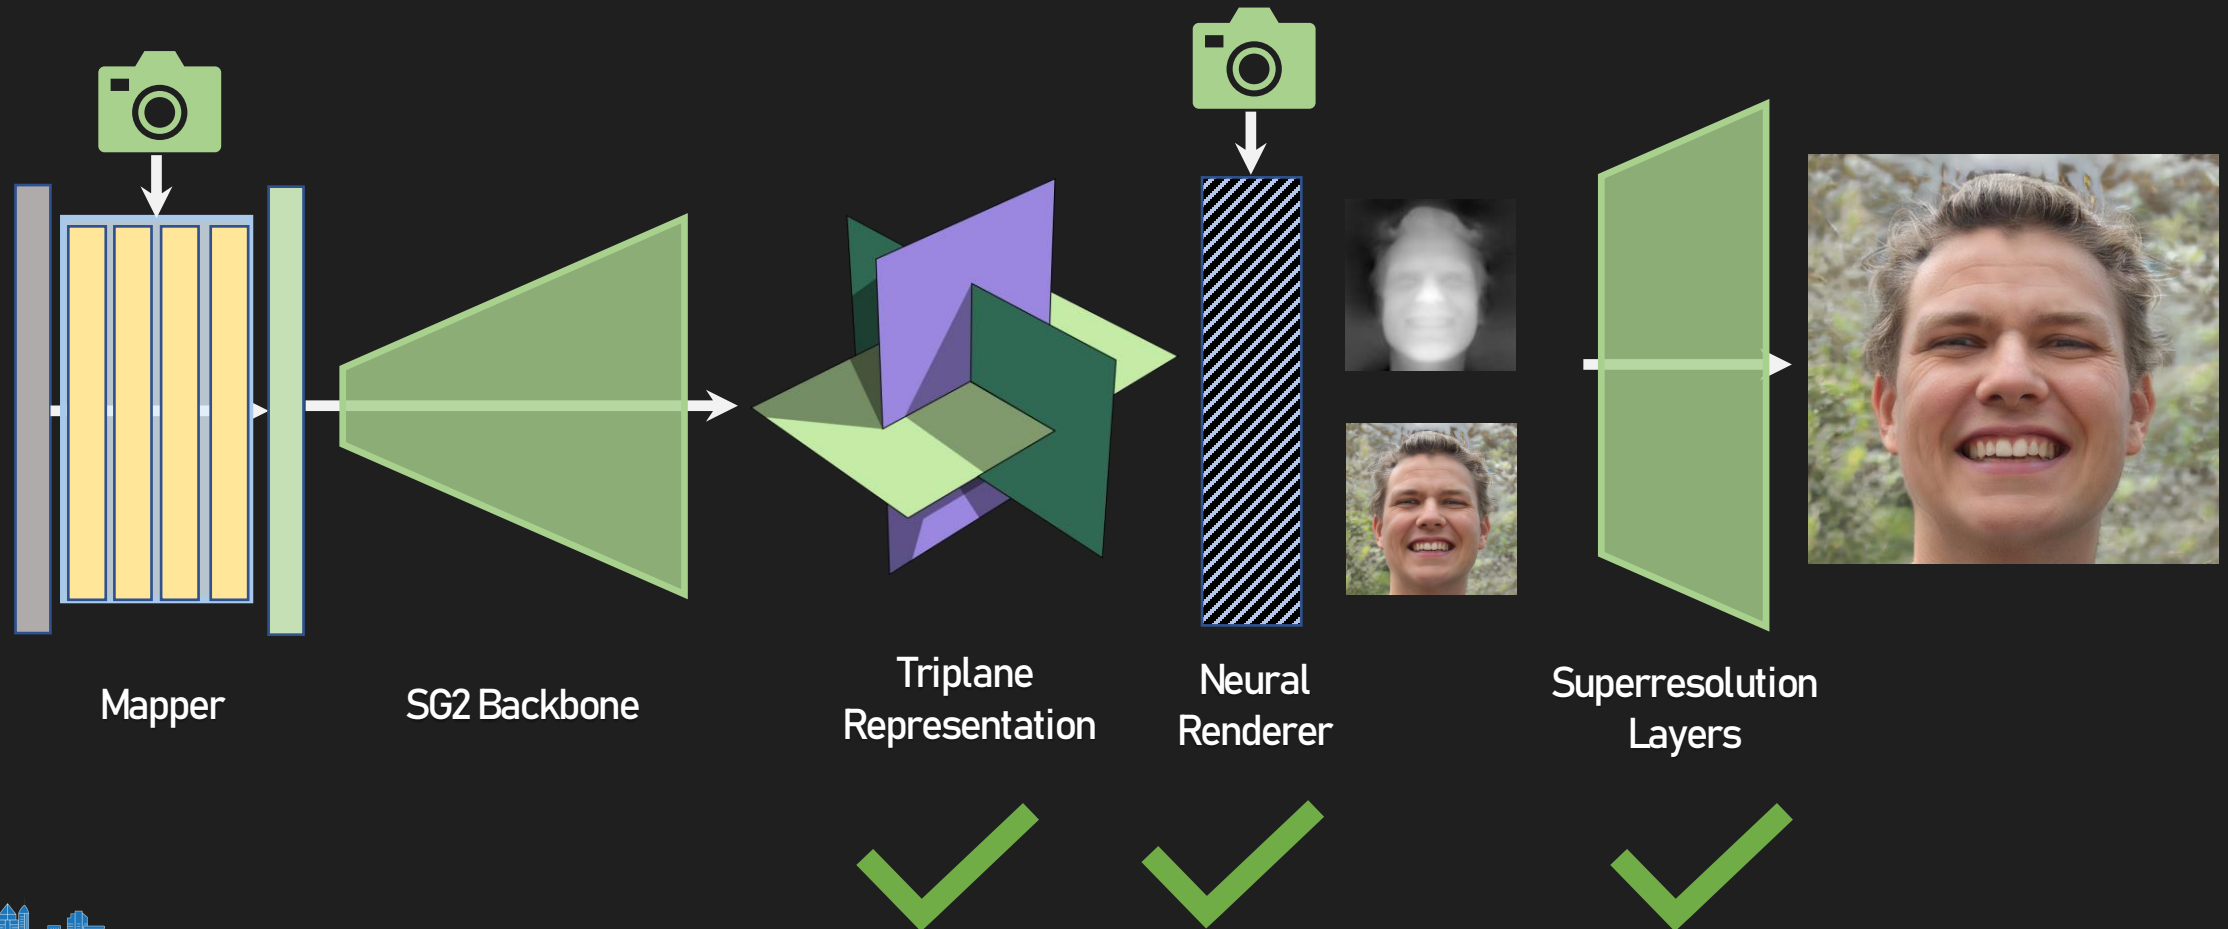 Mapper
SG2 Backbone
Triplane
Representation
Neural
Renderer
Superresolution
Layers